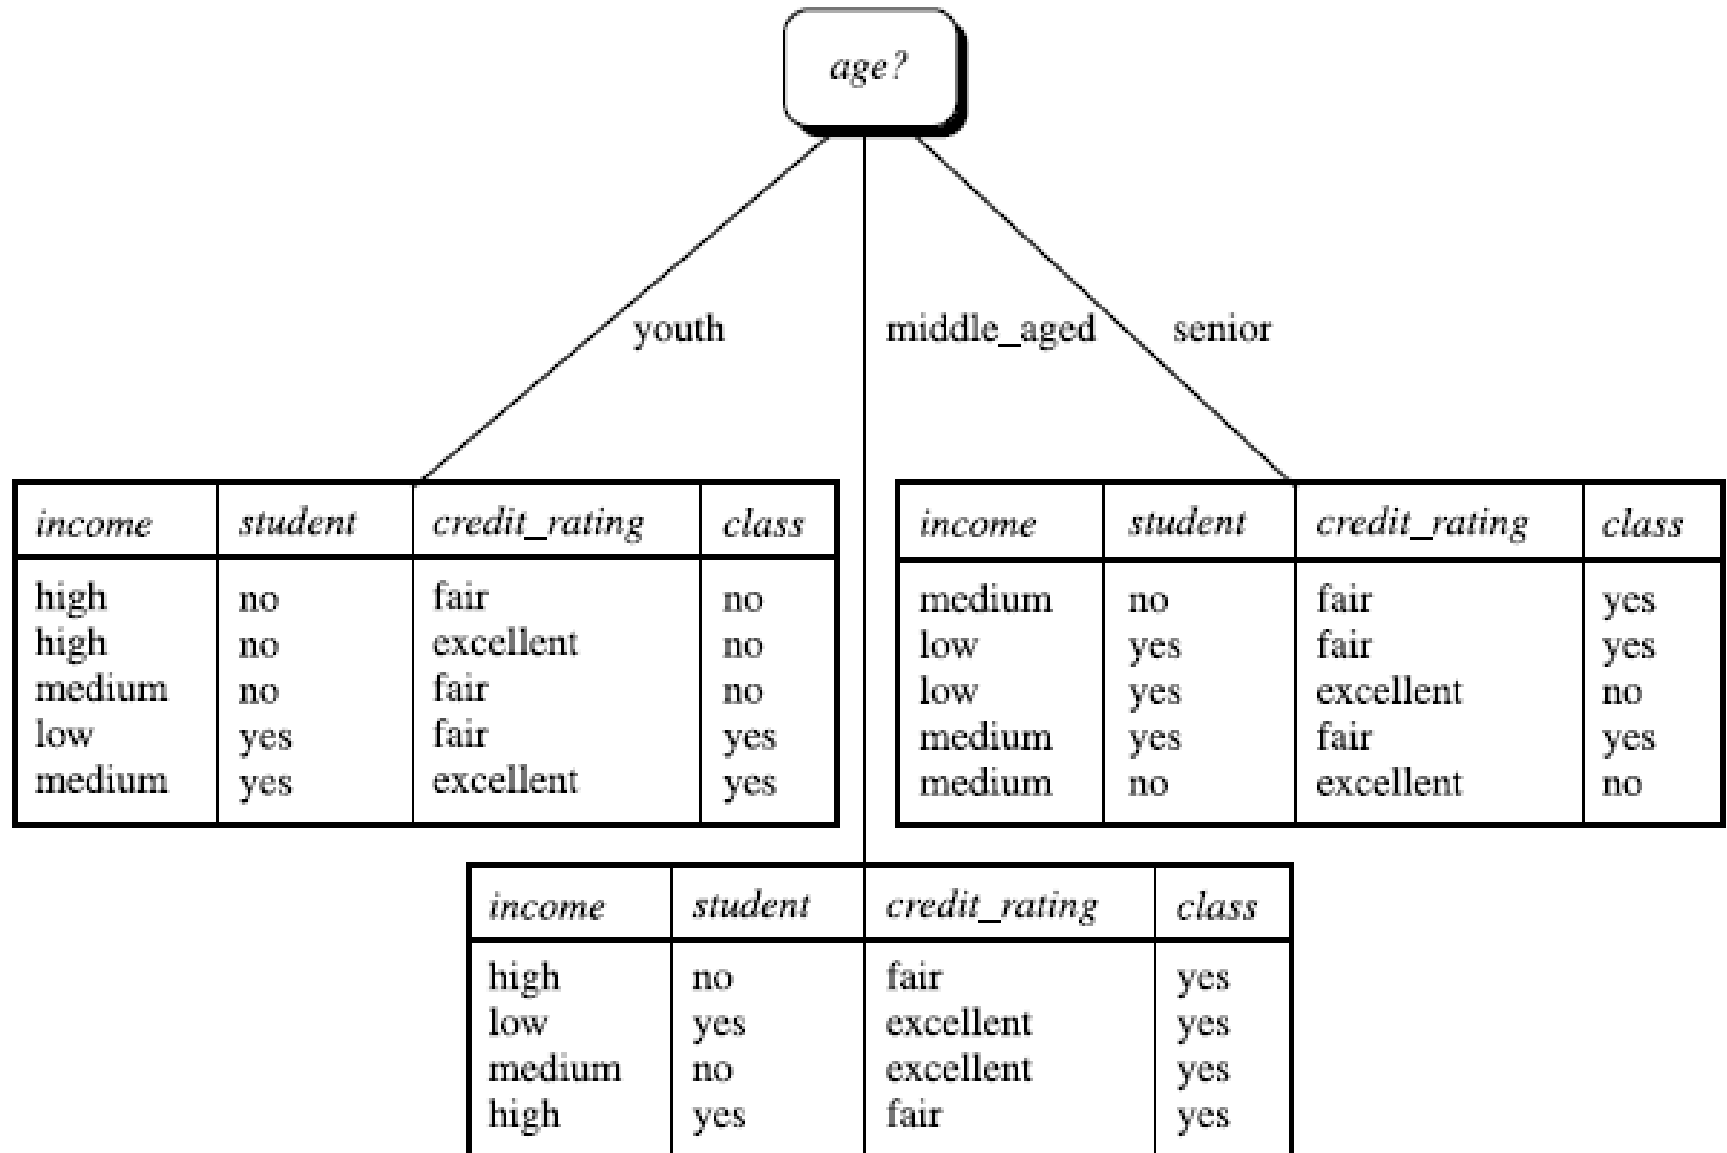 age?
youth middle_aged senior
income student credit_rating class
high no fair no
high no excellent no
medium no fair no
low yes fair yes
medium yes excellent yes
income student credit_rating class
medium no fair yes
low yes fair yes
low yes excellent no
medium yes fair yes
medium no excellent no
income student credit_rating class
high no fair yes
low yes excellent yes
medium no excellent yes
high yes fair yes